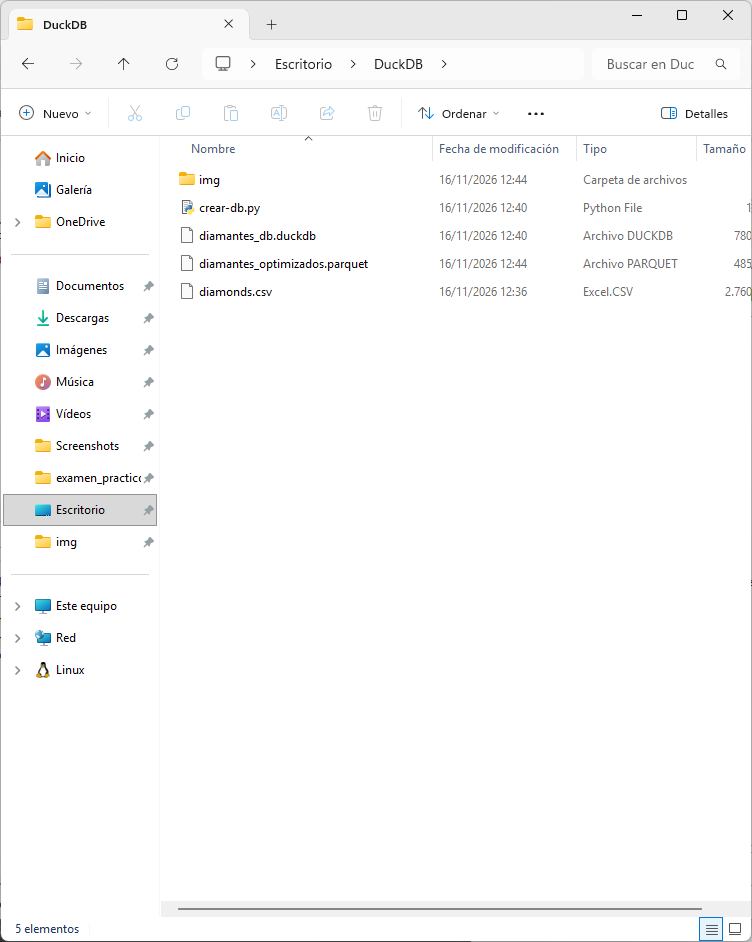 DuckDB
Escritorio
DuckDB
Buscar en Duc
Nuevo
Ordenar
Detalles
Nombre Fecha de modificación Tipo Tamaño
img 16/11/2026 12:44 Carpeta de archivos
crear-db.py 16/11/2026 12:40 Python File 1
diamantes_db.duckdb 16/11/2026 12:40 Archivo DUCKDB 780
diamantes_optimizados.parquet 16/11/2026 12:44 Archivo PARQUET 485
diamonds.csv 16/11/2026 12:36 Excel.CSV 2.760
Inicio
Galería
OneDrive
Documentos
Descargas
Imágenes
Música
Vídeos
Screenshots
examen_practico
Escritorio
img
Este equipo
Red
Linux
5 elementos